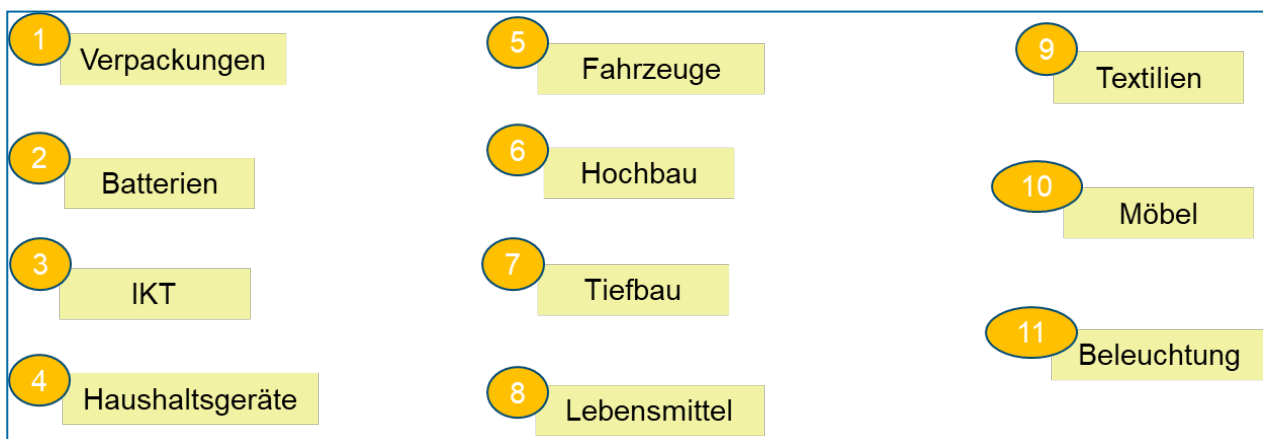 1
Verpackungen
2
Batterien
3
IKT
4
Haushaltsgeräte
5
Fahrzeuge
6
Hochbau
7
Tiefbau
8
Lebensmittel
9
Textilien
10
Möbel
11
Beleuchtung